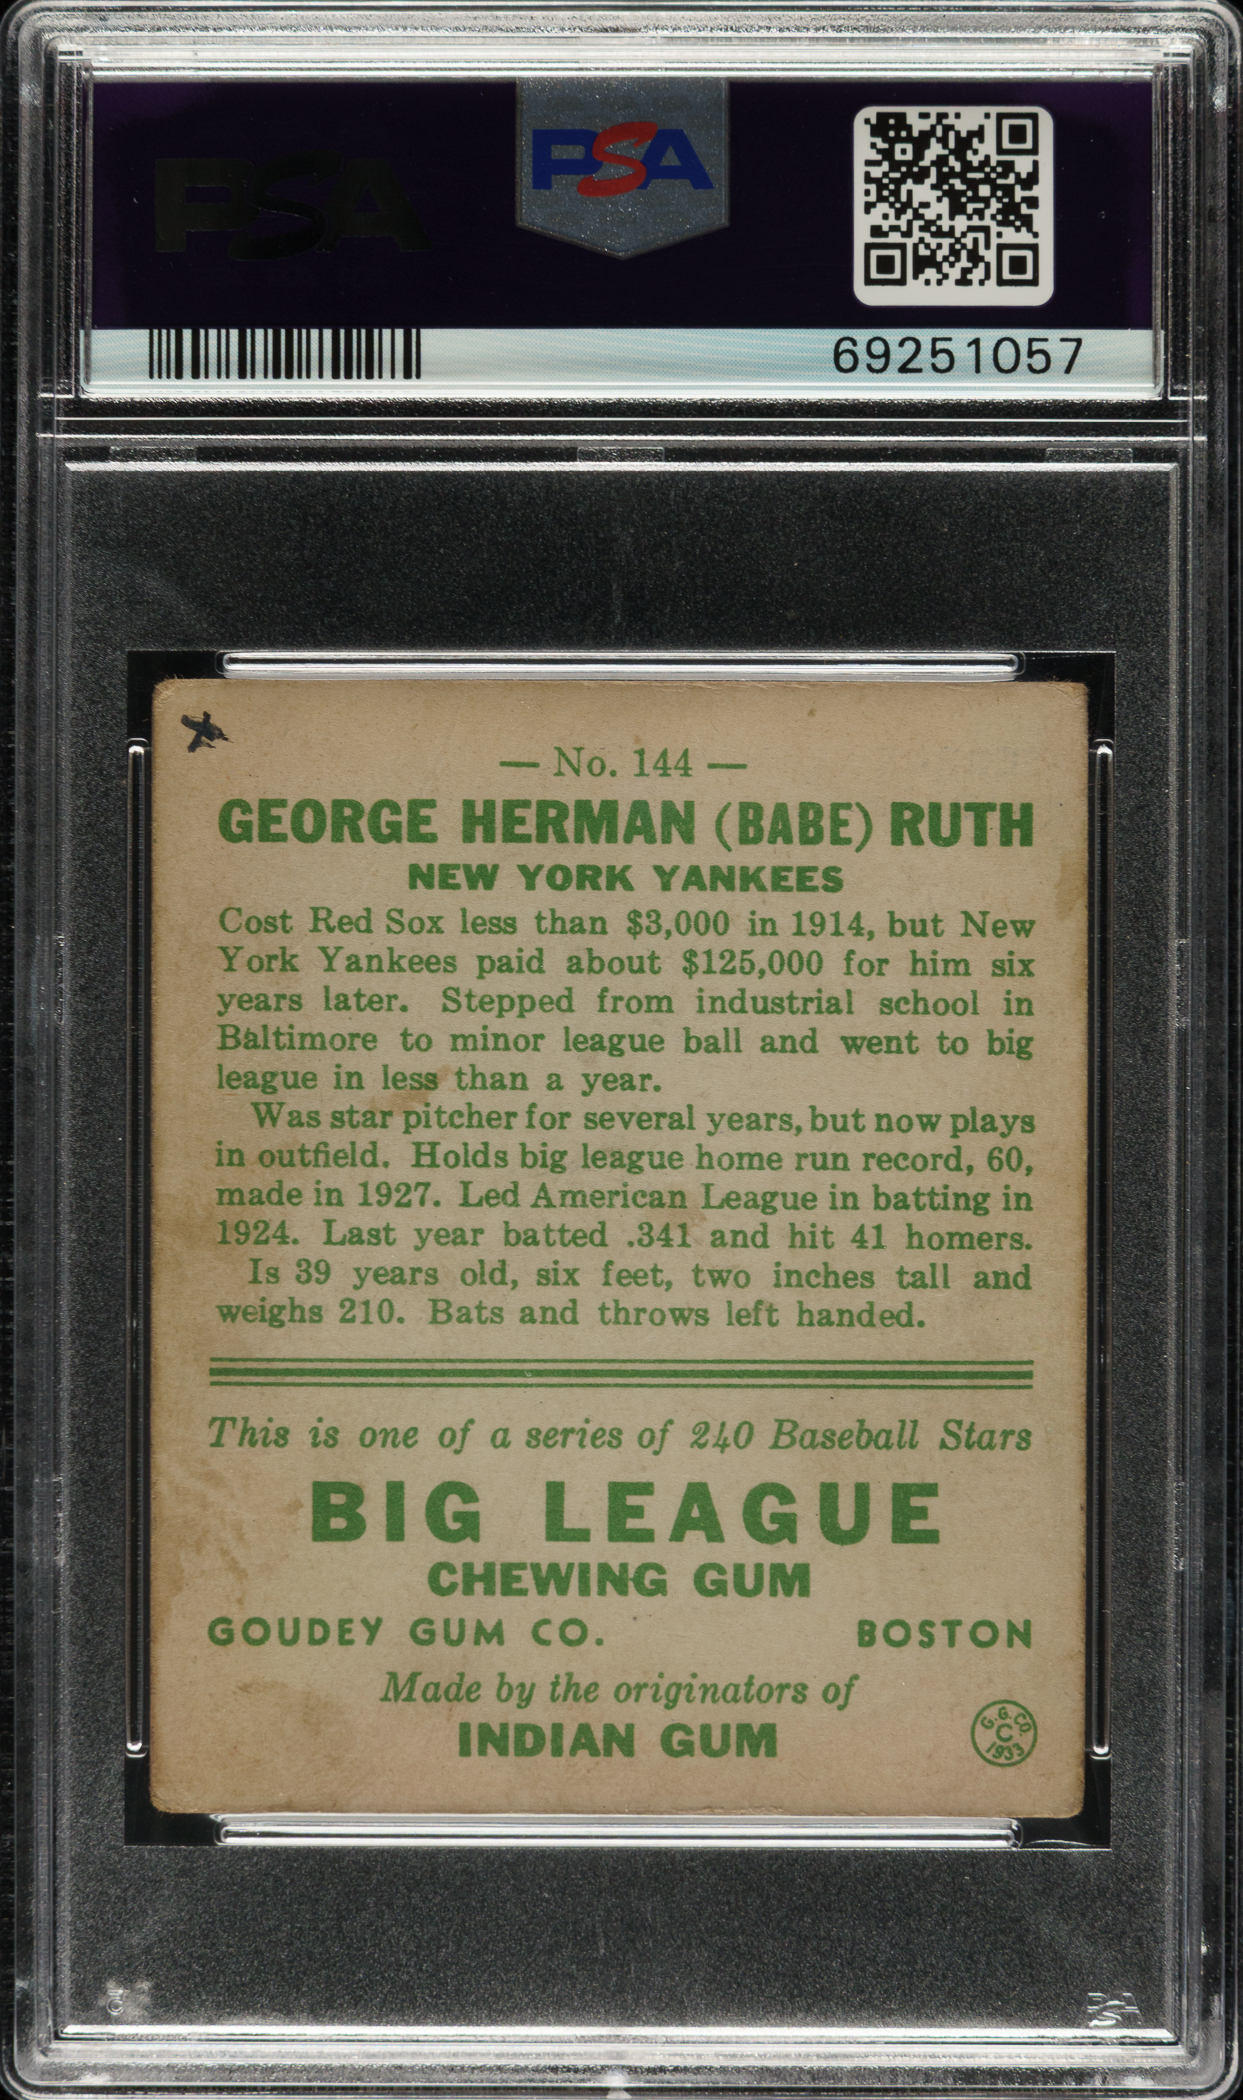 PSA
PSA
69251057
— No. 144 —
GEORGE HERMAN (BABE) RUTH
NEW YORK YANKEES
Cost Red Sox less than $3,000 in 1914, but New
York Yankees paid about $125,000 for him six
years later. Stepped from industrial school in
Baltimore to minor league ball and went to big
league in less than a year.
Was star pitcher for several years, but now plays
in outfield. Holds big league home run record, 60,
made in 1927. Led American League in batting in
1924. Last year batted .341 and hit 41 homers.
Is 39 years old, six feet, two inches tall and
weighs 210. Bats and throws left handed.
This is one of a series of 240 Baseball Stars
BIG LEAGUE
CHEWING GUM
GOUDEY GUM CO. BOSTON
Made by the originators of
INDIAN GUM
G.G.CO.
C
1933
PSA